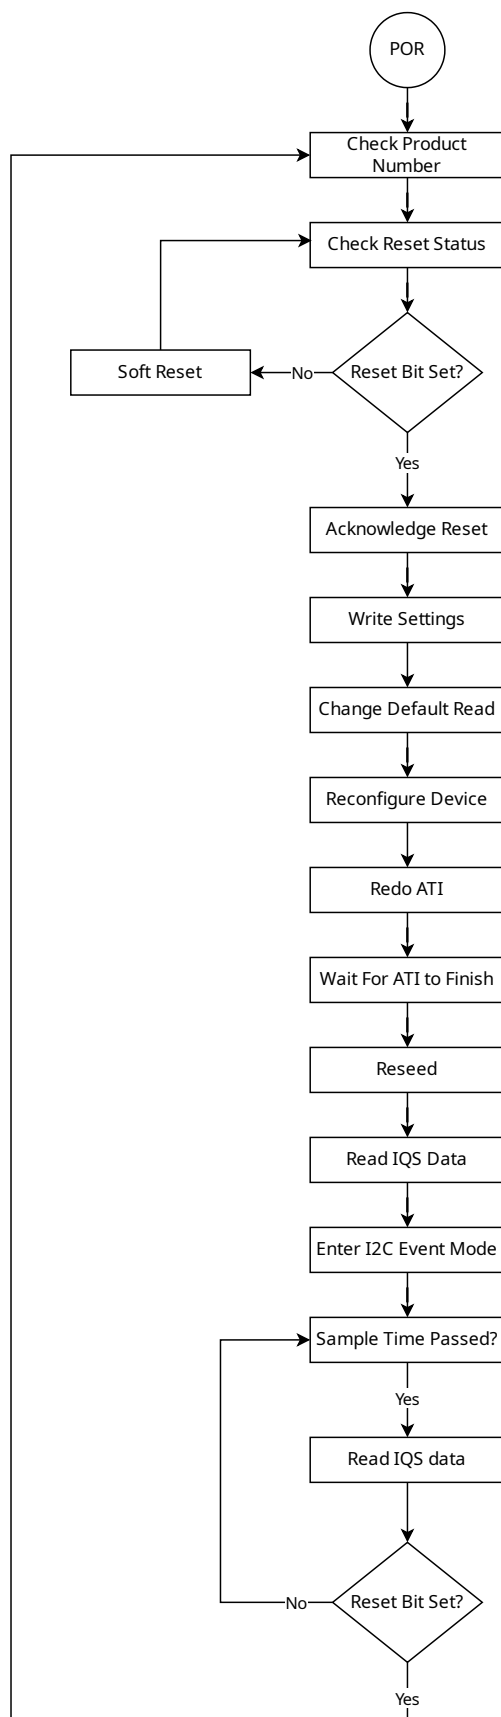 POR
Check Product
Number
Check Reset Status
Reset Bit Set?
No
Soft Reset
Yes
Acknowledge Reset
Write Settings
Change Default Read
Reconfigure Device
Redo ATI
Wait For ATI to Finish
Reseed
Read IQS Data
Enter I2C Event Mode
Sample Time Passed?
Yes
Read IQS data
Reset Bit Set?
No
Yes